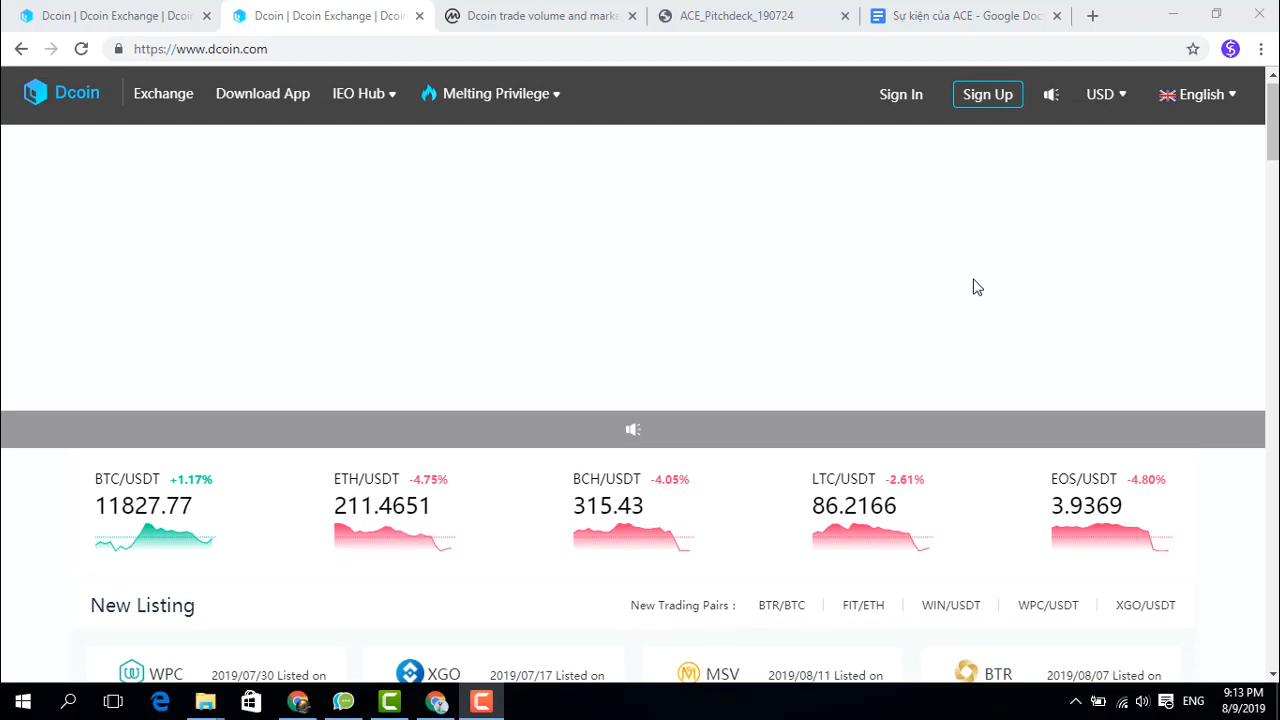 Dcoin | Dcoin Exchange | Dcoin
Dcoin | Dcoin Exchange | Dcoin
Dcoin trade volume and marke
ACE_Pitchdeck_190724
Sự kiện của ACE - Google Doc
https://www.dcoin.com
Dcoin
Exchange
Download App
IEO Hub
Melting Privilege
Sign In
Sign Up
USD
English
BTC/USDT +1.17%
11827.77
ETH/USDT -4.75%
211.4651
BCH/USDT -4.05%
315.43
LTC/USDT -2.61%
86.2166
EOS/USDT -4.80%
3.9369
New Listing
New Trading Pairs :
BTR/BTC
FIT/ETH
WIN/USDT
WPC/USDT
XGO/USDT
WPC 2019/07/30 Listed on
XGO 2019/07/17 Listed on
MSV 2019/08/11 Listed on
BTR 2019/08/07 Listed on
ENG
9:13 PM
8/9/2019